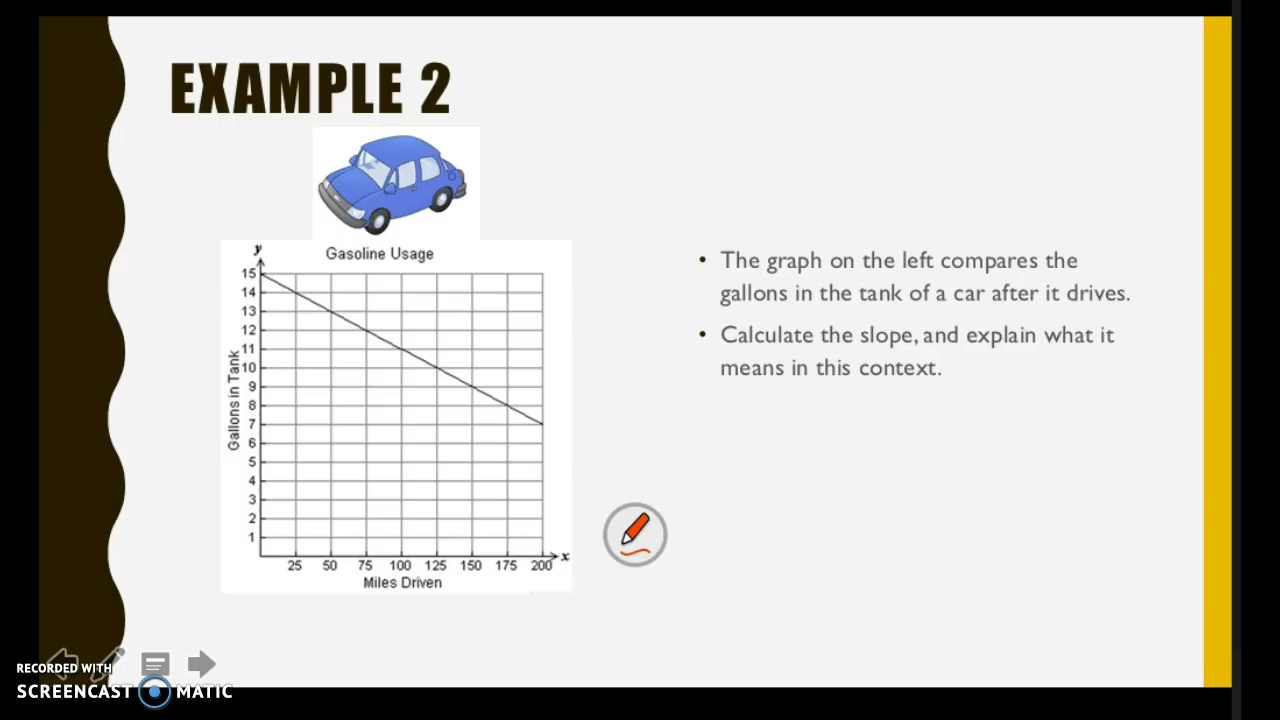 EXAMPLE 2
y
Gasoline Usage
15
14
13
12
11
10
9
8
7
6
5
4
3
2
1
Gallons in Tank
25 50 75 100 125 150 175 200 x
Miles Driven
• The graph on the left compares the
gallons in the tank of a car after it drives.
• Calculate the slope, and explain what it
means in this context.
RECORDED WITH
SCREENCAST MATIC